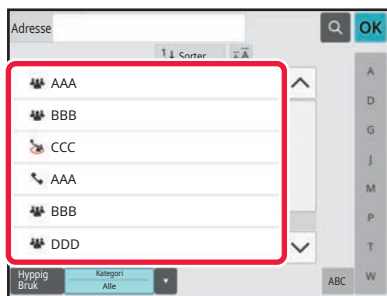 Adresse
OK
Sorter
AAA
BBB
CCC
AAA
BBB
DDD
A
D
G
J
M
P
T
W
Hyppig
Bruk
Kategori
Alle
ABC